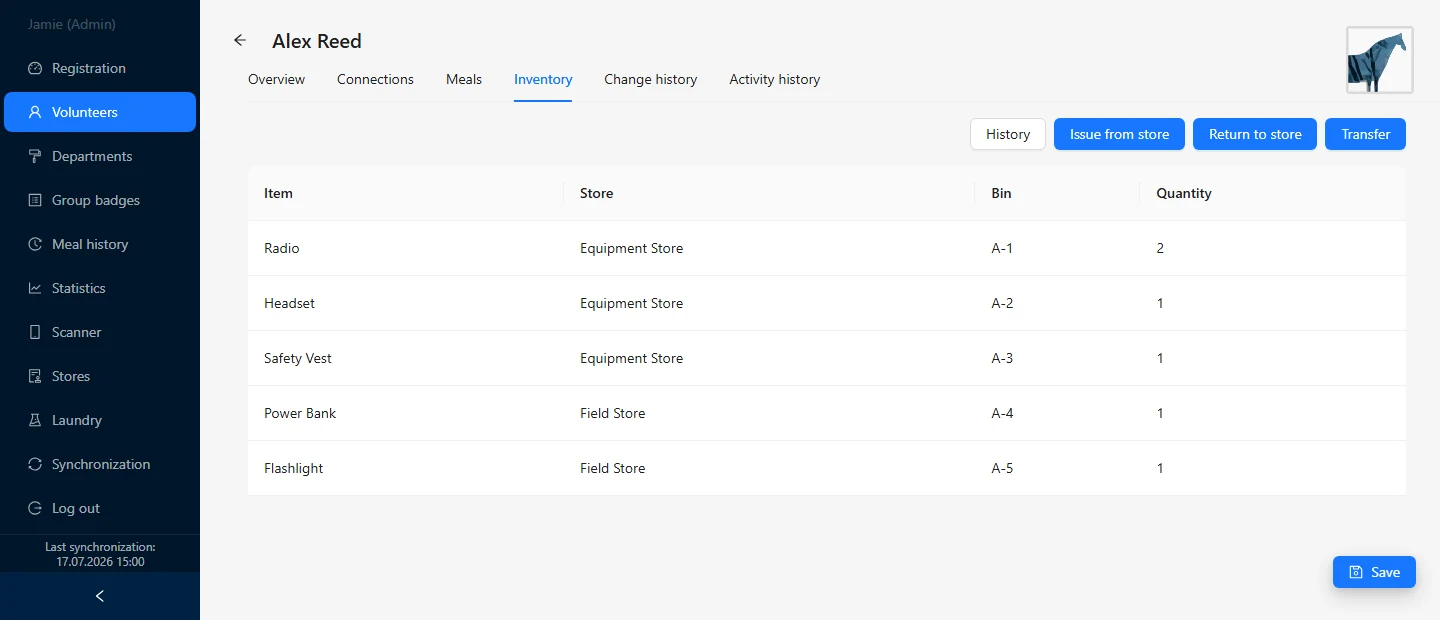 Jamie (Admin)
Registration
Volunteers
Departments
Group badges
Meal history
Statistics
Scanner
Stores
Laundry
Synchronization
Log out
Last synchronization:
17.07.2026 15:00
Alex Reed
Overview Connections Meals Inventory Change history Activity history
History Issue from store Return to store Transfer
Item Store Bin Quantity
Radio Equipment Store A-1 2
Headset Equipment Store A-2 1
Safety Vest Equipment Store A-3 1
Power Bank Field Store A-4 1
Flashlight Field Store A-5 1
Save